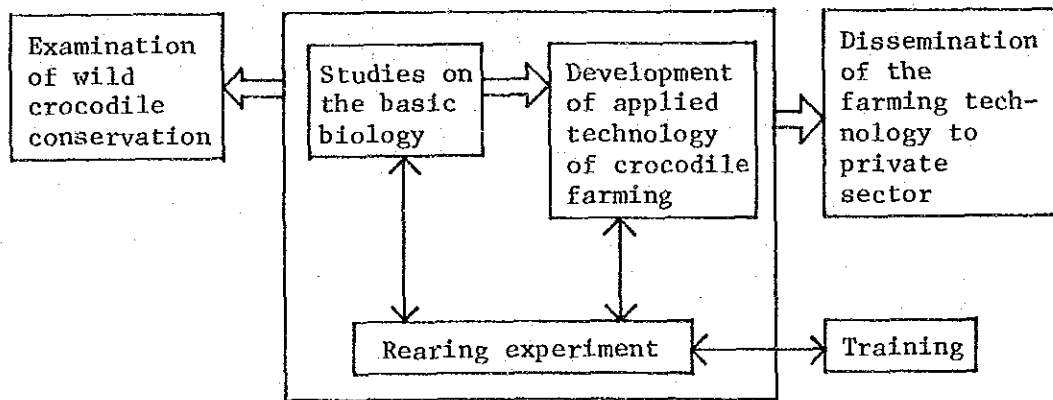 Examination
of wild
crocodile
conservation
Studies on
the basic
biology
Development
of applied
technology
of crocodile
farming
Dissemination
of the
farming tech-
nology to
private
sector
Rearing experiment
Training